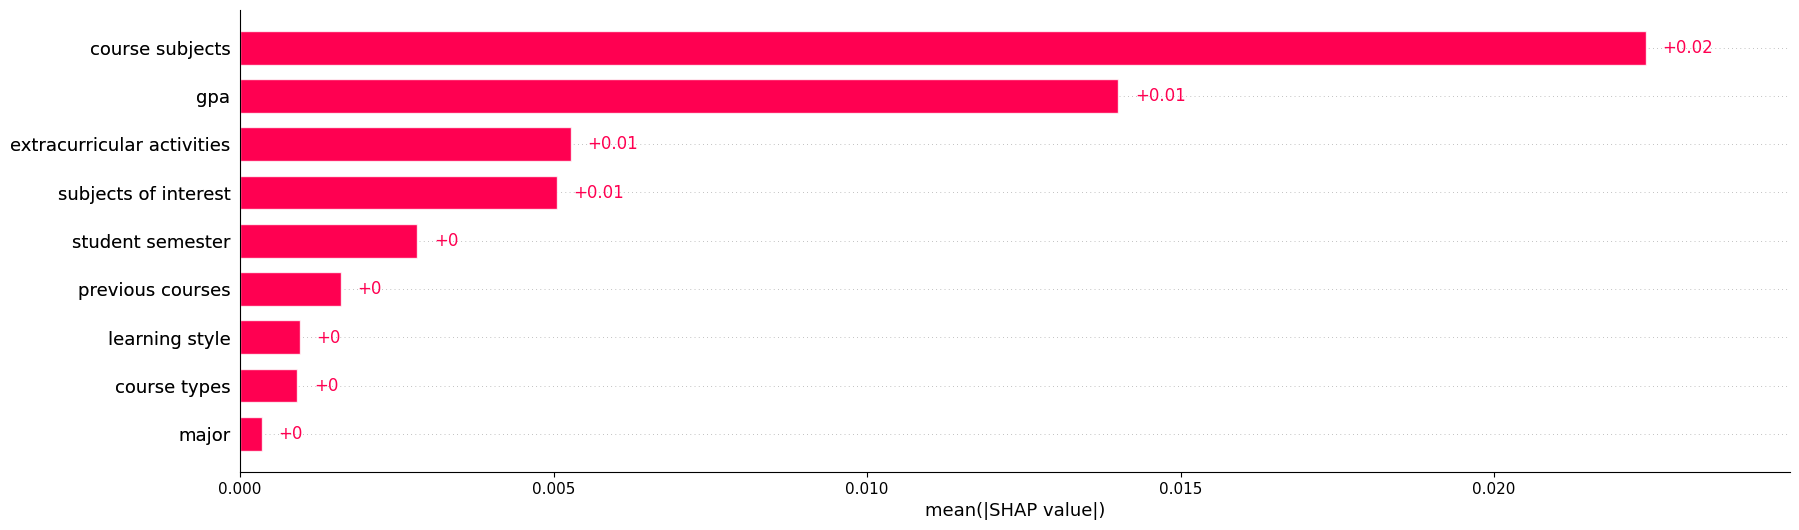 course subjects +0.02
gpa +0.01
extracurricular activities +0.01
subjects of interest +0.01
student semester +0
previous courses +0
learning style +0
course types +0
major +0
0.000 0.005 0.010 0.015 0.020
mean(|SHAP value|)